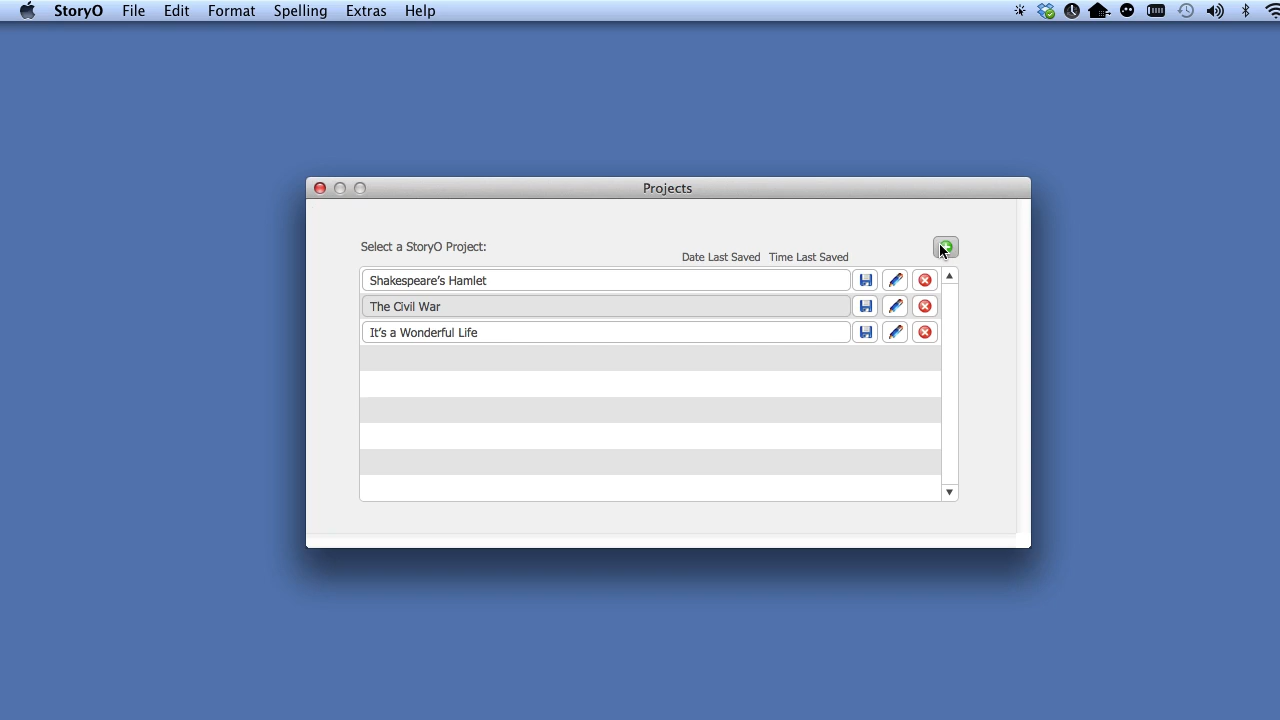 StoryO File Edit Format Spelling Extras Help
Projects
Select a StoryO Project:
Date Last Saved Time Last Saved
Shakespeare's Hamlet
The Civil War
It's a Wonderful Life